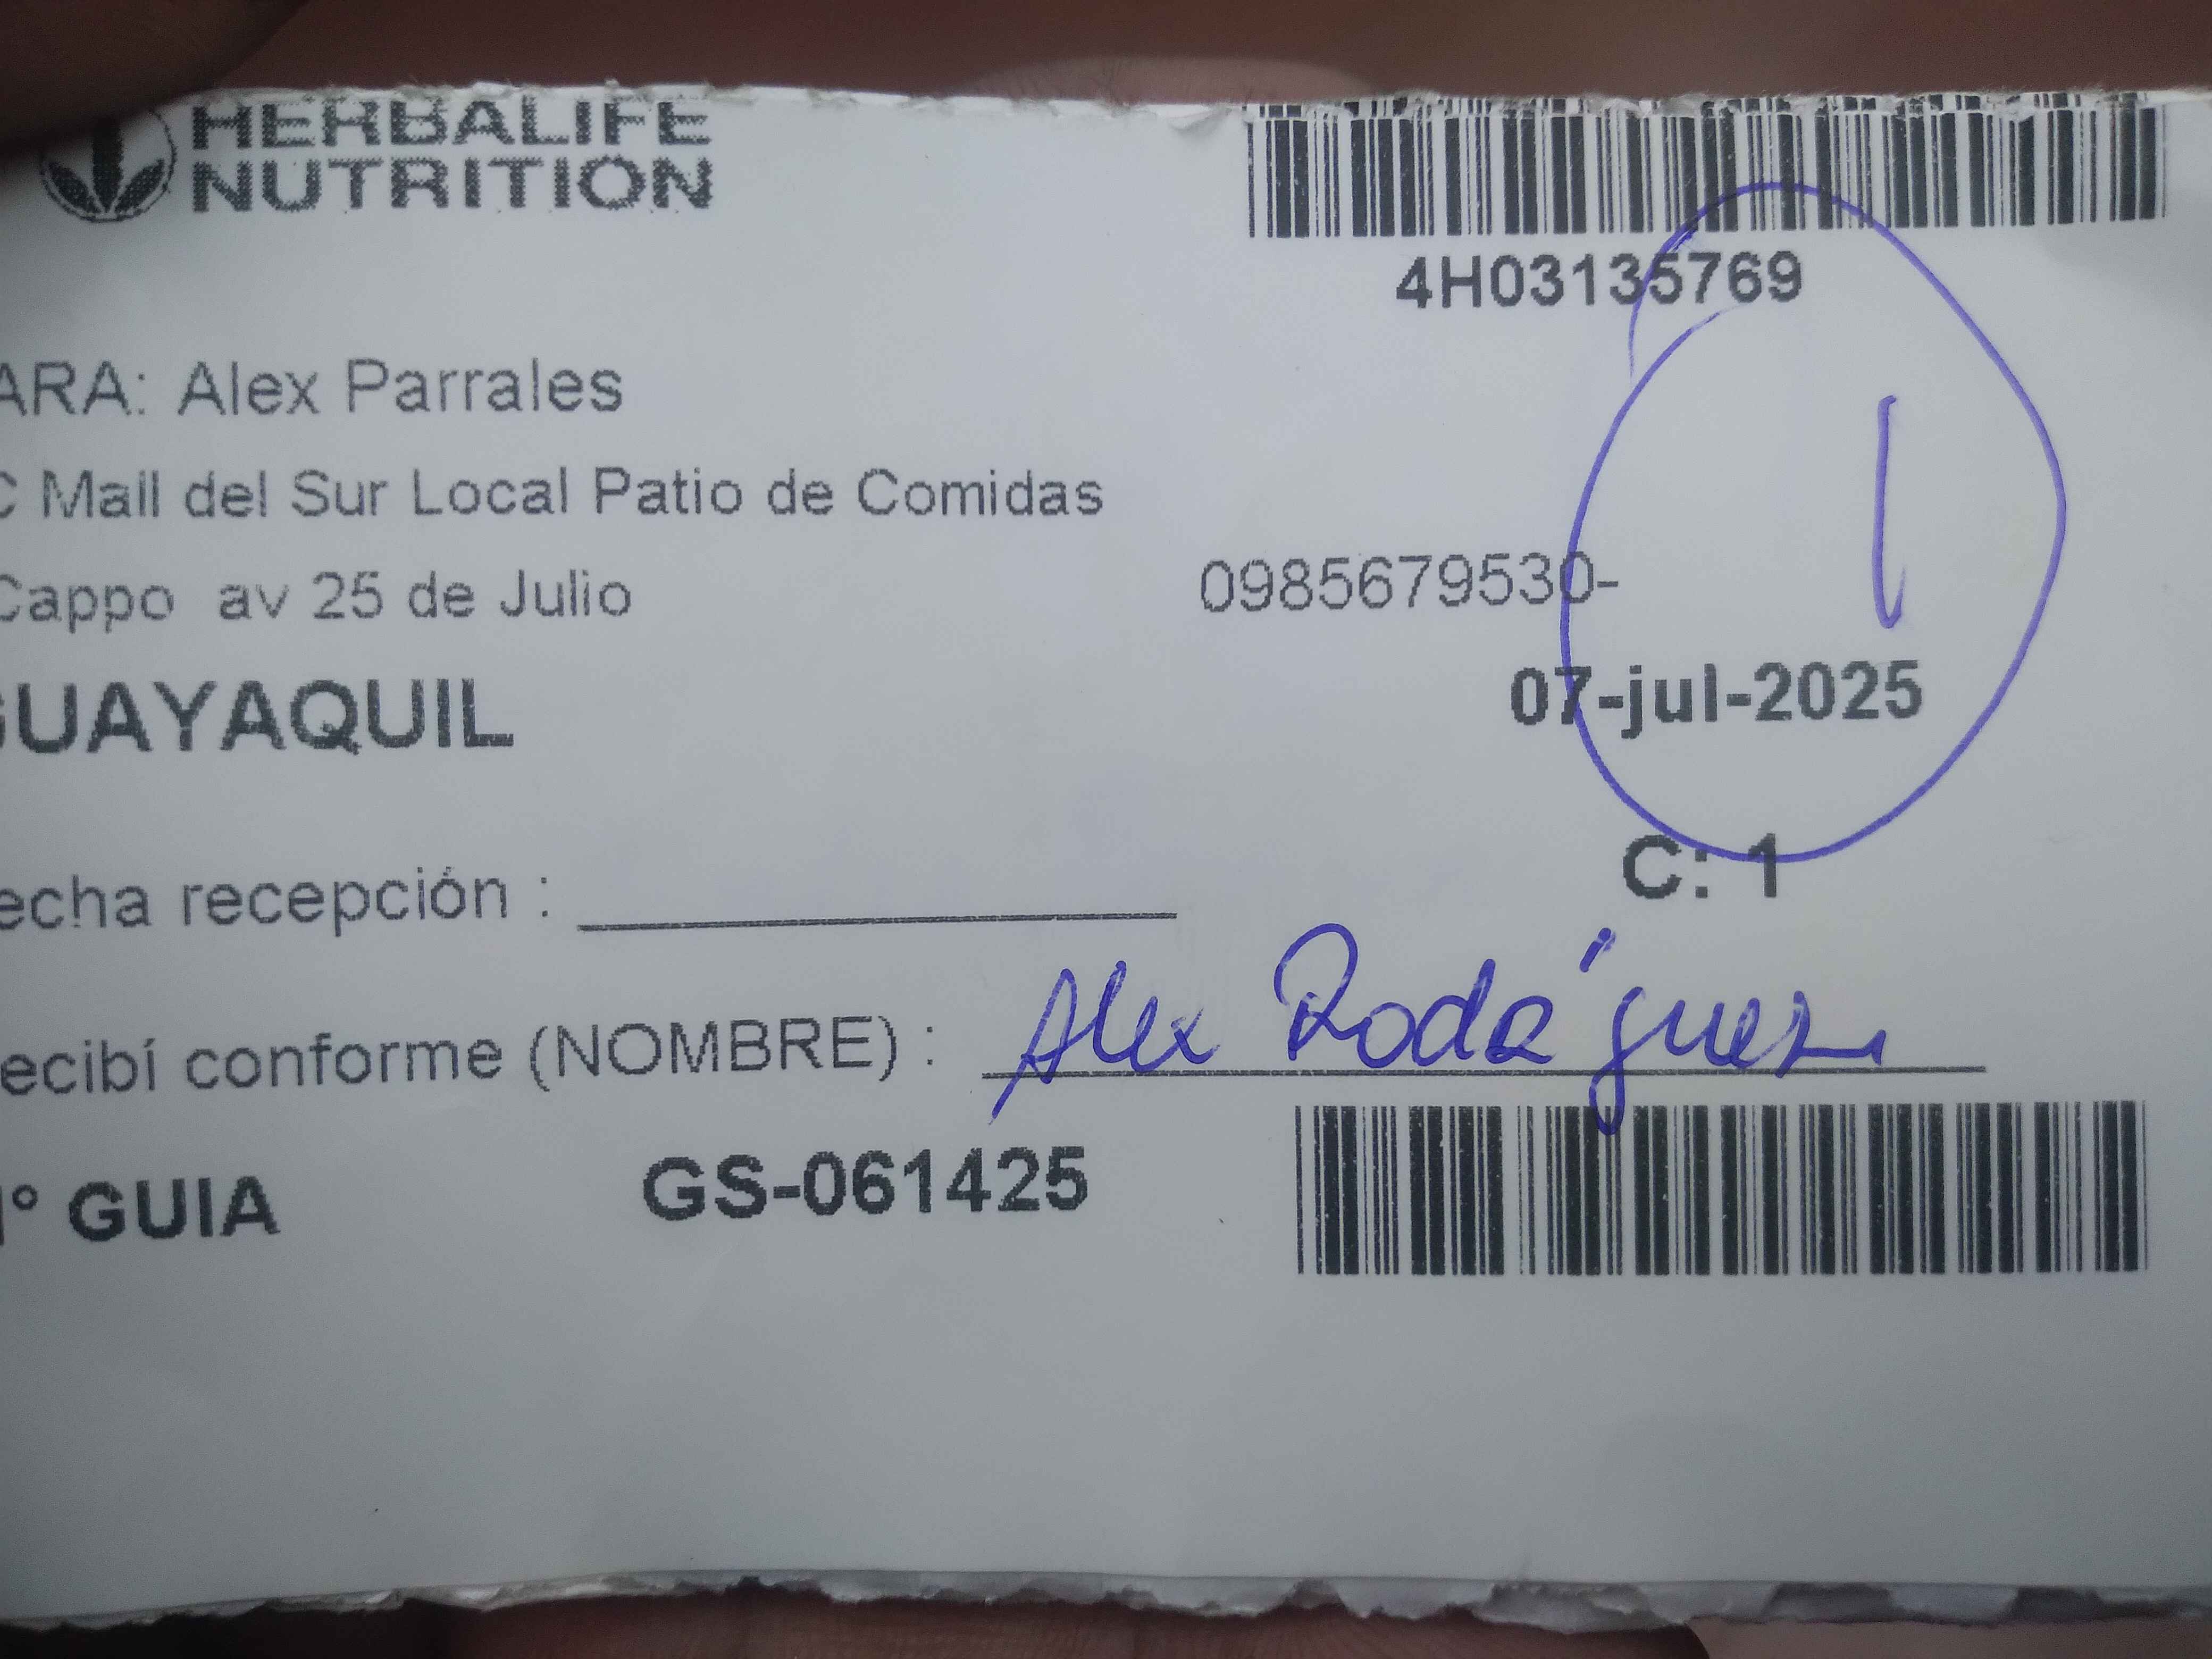 HERBALIFE
NUTRITION
4H03135769
ARA: Alex Parrales
C Mall del Sur Local Patio de Comidas
Cappo av 25 de Julio
0985679530-
GUAYAQUIL
07-jul-2025
1
C: 1
echa recepción :
ecibí conforme (NOMBRE) : Alex Rodríguez
N° GUIA GS-061425